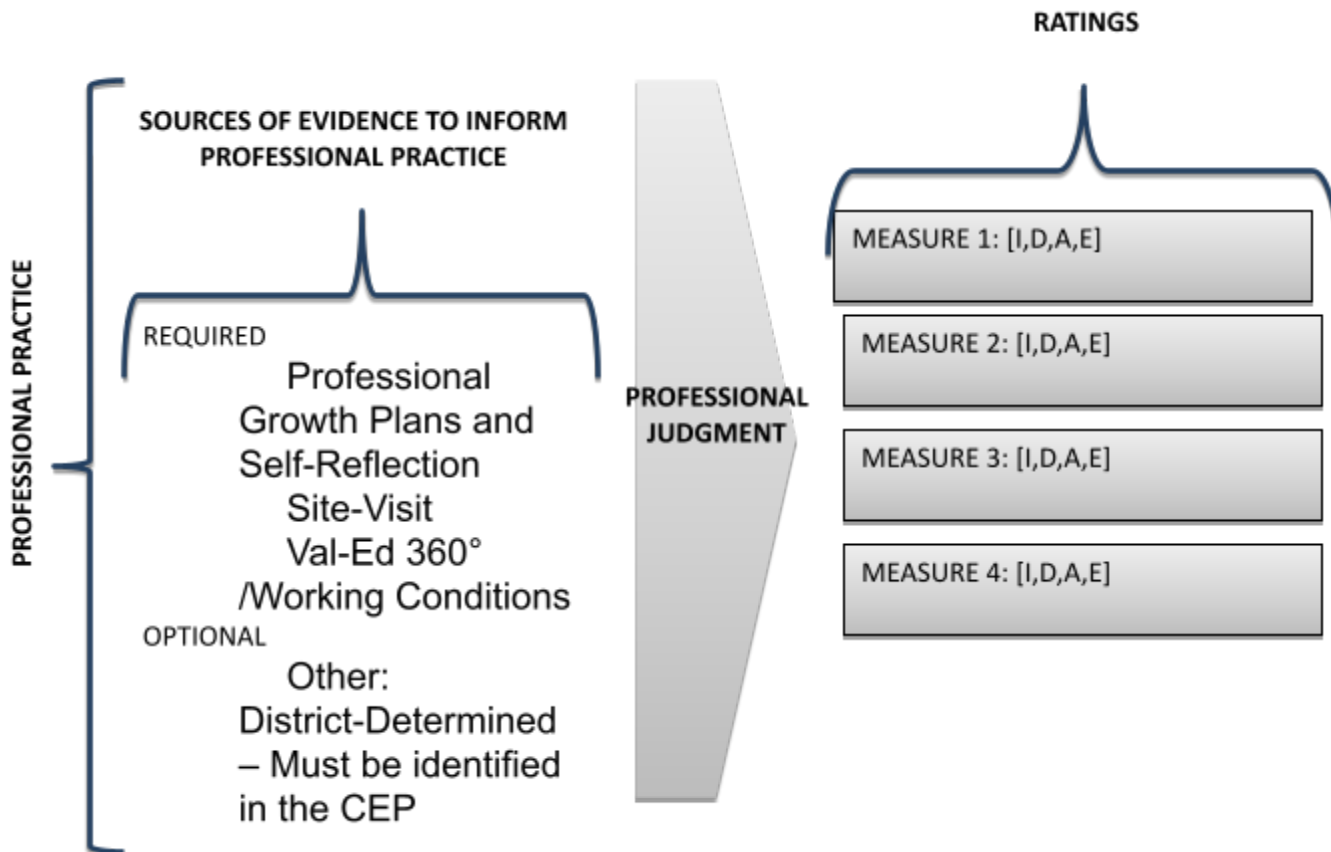 RATINGS
SOURCES OF EVIDENCE TO INFORM
PROFESSIONAL PRACTICE
PROFESSIONAL PRACTICE
REQUIRED
Professional
Growth Plans and
Self-Reflection
Site-Visit
Val-Ed 360°
/Working Conditions
OPTIONAL
Other:
District-Determined
– Must be identified
in the CEP
PROFESSIONAL
JUDGMENT
MEASURE 1: [I,D,A,E]
MEASURE 2: [I,D,A,E]
MEASURE 3: [I,D,A,E]
MEASURE 4: [I,D,A,E]